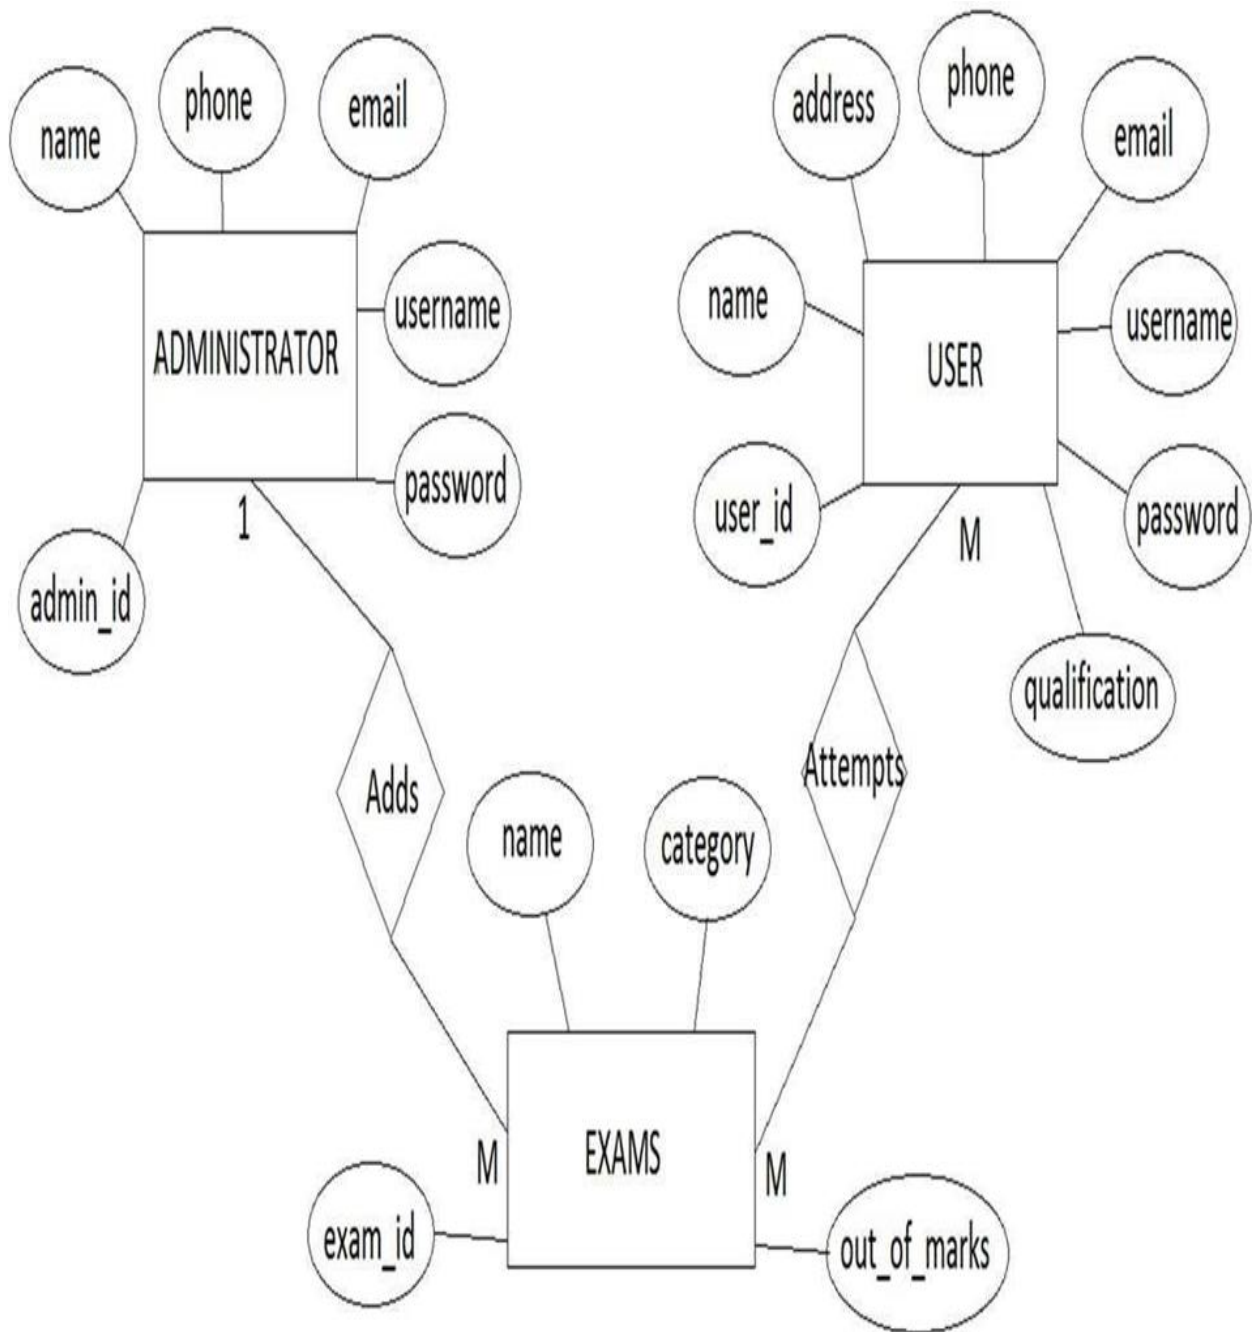 name
phone
email
username
ADMINISTRATOR
password
1
admin_id
address
phone
email
name
username
USER
user_id
password
M
qualification
Adds
Attempts
name
category
EXAMS
M
M
exam_id
out_of_marks